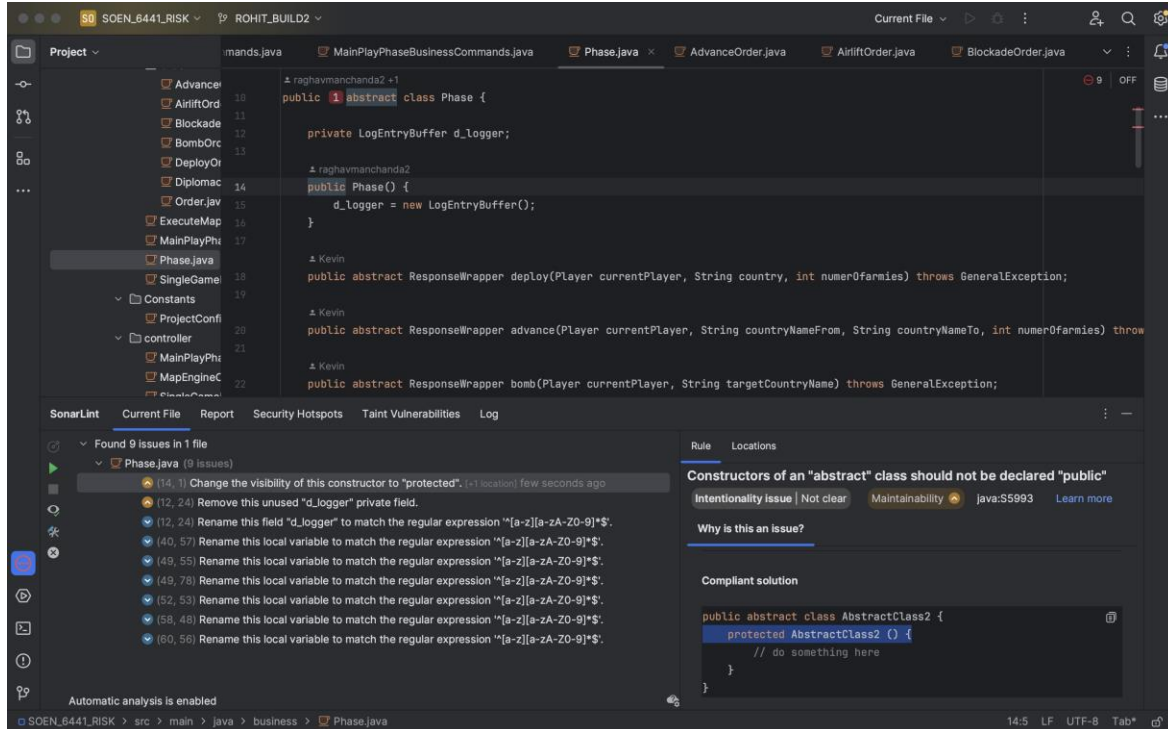 SO SOEN_6441_RISK ROHIT_BUILD2 Current File
Project
mands.java MainPlayPhaseBusinessCommands.java Phase.java AdvanceOrder.java AirliftOrder.java BlockadeOrder.java
Advance
AirliftOrd
Blockade
BombOrc
DeployOr
Diplomac
Order.jav
ExecuteMap
MainPlayPha
Phase.java
SingleGame
Constants
ProjectConfi
controller
MainPlayPha
MapEngineC
raghavmanchanda2 +1
9 OFF
10 public 1 abstract class Phase {
11
12 private LogEntryBuffer d_logger;
13
raghavmanchanda2
14 public Phase() {
15 d_logger = new LogEntryBuffer();
16 }
17
Kevin
18 public abstract ResponseWrapper deploy(Player currentPlayer, String country, int numerOfarmies) throws GeneralException;
19
Kevin
20 public abstract ResponseWrapper advance(Player currentPlayer, String countryNameFrom, String countryNameTo, int numerOfarmies) throw
21
Kevin
22 public abstract ResponseWrapper bomb(Player currentPlayer, String targetCountryName) throws GeneralException;
SonarLint Current File Report Security Hotspots Taint Vulnerabilities Log
Found 9 issues in 1 file
Phase.java (9 issues)
(14, 1) Change the visibility of this constructor to "protected". [+1 location] few seconds ago
(12, 24) Remove this unused "d_logger" private field.
(12, 24) Rename this field "d_logger" to match the regular expression '^[a-z][a-zA-Z0-9]*$'.
(40, 57) Rename this local variable to match the regular expression '^[a-z][a-zA-Z0-9]*$'.
(49, 55) Rename this local variable to match the regular expression '^[a-z][a-zA-Z0-9]*$'.
(49, 78) Rename this local variable to match the regular expression '^[a-z][a-zA-Z0-9]*$'.
(52, 53) Rename this local variable to match the regular expression '^[a-z][a-zA-Z0-9]*$'.
(58, 48) Rename this local variable to match the regular expression '^[a-z][a-zA-Z0-9]*$'.
(60, 56) Rename this local variable to match the regular expression '^[a-z][a-zA-Z0-9]*$'.
Automatic analysis is enabled
Rule Locations
Constructors of an "abstract" class should not be declared "public"
Intentionality issue | Not clear Maintainability java:S5993 Learn more
Why is this an issue?
Compliant solution
public abstract class AbstractClass2 {
protected AbstractClass2 () {
// do something here
}
}
SOEN_6441_RISK > src > main > java > business > Phase.java 14:5 LF UTF-8 Tab*